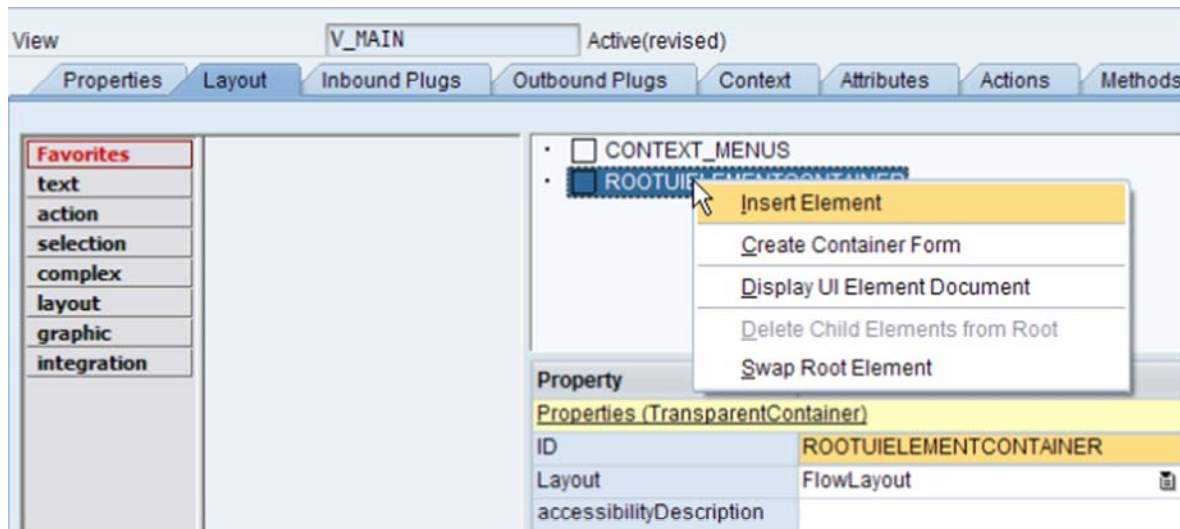 View V_MAIN Active(revised)
Properties Layout Inbound Plugs Outbound Plugs Context Attributes Actions Methods
Favorites
text
action
selection
complex
layout
graphic
integration
CONTEXT_MENUS
ROOTUIELEMENTCONTAINER
Insert Element
Create Container Form
Display UI Element Document
Delete Child Elements from Root
Swap Root Element
Property
Properties (TransparentContainer)
ID ROOTUIELEMENTCONTAINER
Layout FlowLayout
accessibilityDescription